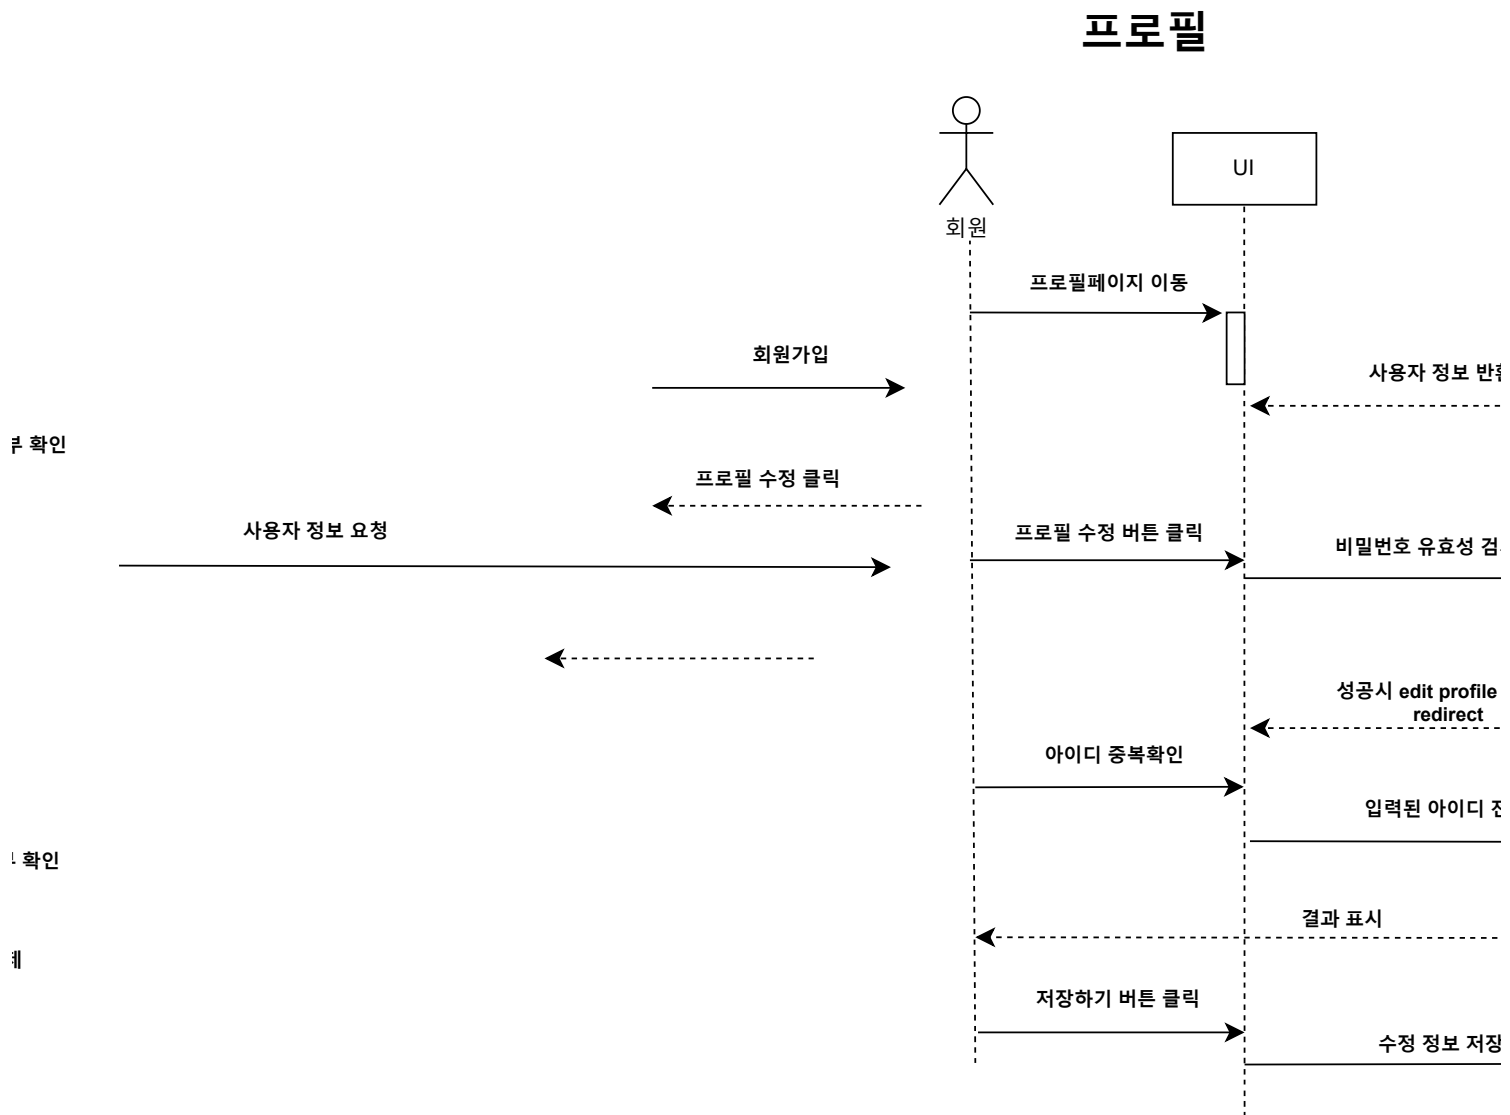 프로필
UI
회원
프로필페이지 이동
회원가입
사용자 정보
확인
프로필 수정 클릭
사용자 정보 요청
프로필 수정 버튼 클릭
비밀번호 유효성
성공시 edit profile
redirect
아이디 중복확인
입력된 아이디
확인
결과 표시
저장하기 버튼 클릭
수정 정보 저장